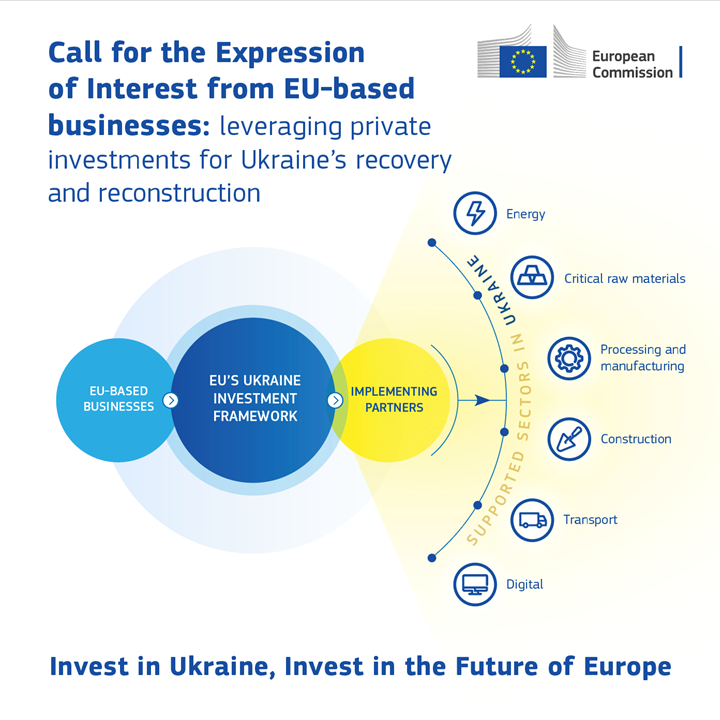 Call for the Expression
of Interest from EU-based
businesses: leveraging private
investments for Ukraine's recovery
and reconstruction
European
Commission
EU-BASED
BUSINESSES
EU'S UKRAINE
INVESTMENT
FRAMEWORK
IMPLEMENTING
PARTNERS
SUPPORTED SECTORS IN UKRAINE
Energy
Critical raw materials
Processing and
manufacturing
Construction
Transport
Digital
Invest in Ukraine, Invest in the Future of Europe